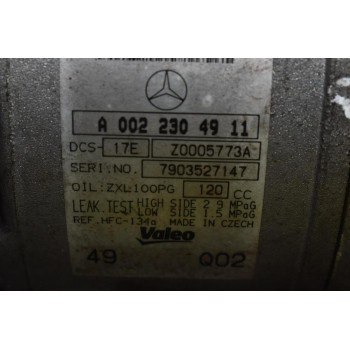 A 002 230 49 11
DCS- 17E Z0005773A
SERI.NO. 7903527147
OIL:ZXL100PG 120 CC
LEAK.TEST HIGH SIDE 2.9 MPaG
LOW SIDE 1.5 MPaG
REF.HFC-134a MADE IN CZECH
Valeo
49 Q02